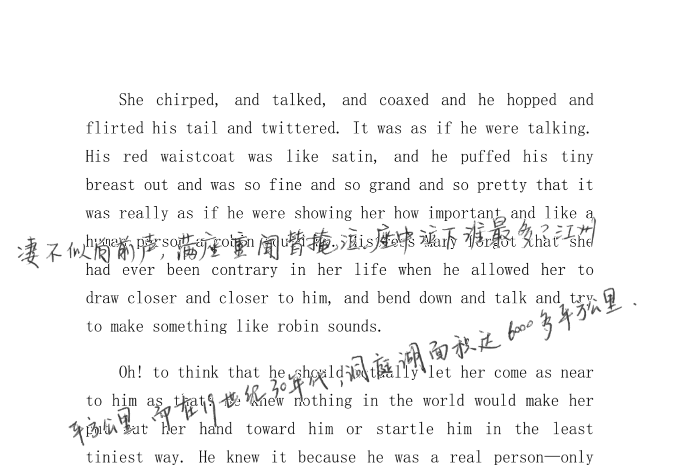 She chirped, and talked, and coaxed and he hopped and
flirted his tail and twittered. It was as if he were talking.
His red waistcoat was like satin, and he puffed his tiny
breast out and was so fine and so grand and so pretty that it
was really as if he were showing her how important and like a
human person a robin Mary forgot that she
凄不似向前声,满座重闻皆掩泣.座中泣下谁最多?江州
had ever been contrary in her life when he allowed her to
draw closer and closer to him, and bend down and talk and try
to make something like robin sounds.
Oh! to think that he should actually let her come as near
平方公里,而在19世纪30年代,洞庭湖面积达6000多平方公里.
to him as that! He knew nothing in the world would make her
put out her hand toward him or startle him in the least
tiniest way. He knew it because he was a real person—only